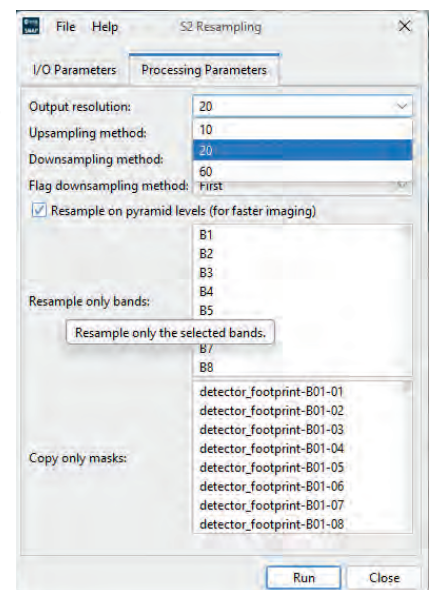 File Help S2 Resampling
I/O Parameters Processing Parameters
Output resolution: 20
Upsampling method: 10
20
Downsampling method:
60
Flag downsampling method: First
Resample on pyramid levels (for faster imaging)
B1
B2
B3
B4
Resample only bands:
B5
Resample only the selected bands.
B7
B8
detector_footprint-B01-01
detector_footprint-B01-02
detector_footprint-B01-03
detector_footprint-B01-04
Copy only masks:
detector_footprint-B01-05
detector_footprint-B01-06
detector_footprint-B01-07
detector_footprint-B01-08
Run Close